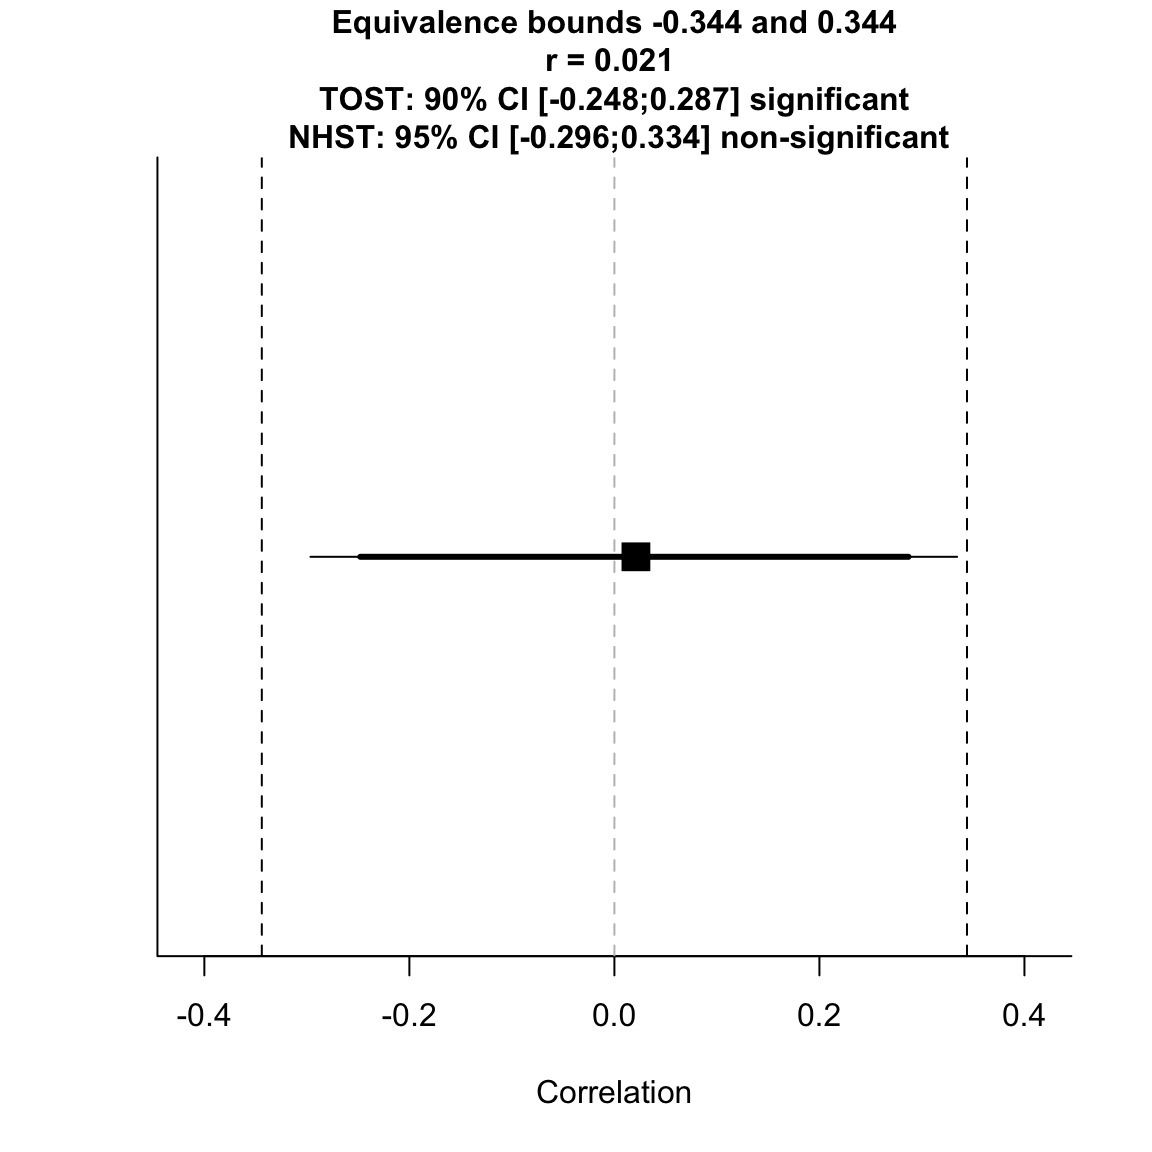 Equivalence bounds -0.344 and 0.344
r = 0.021
TOST: 90% CI [-0.248;0.287] significant
NHST: 95% CI [-0.296;0.334] non-significant
-0.4 -0.2 0.0 0.2 0.4
Correlation